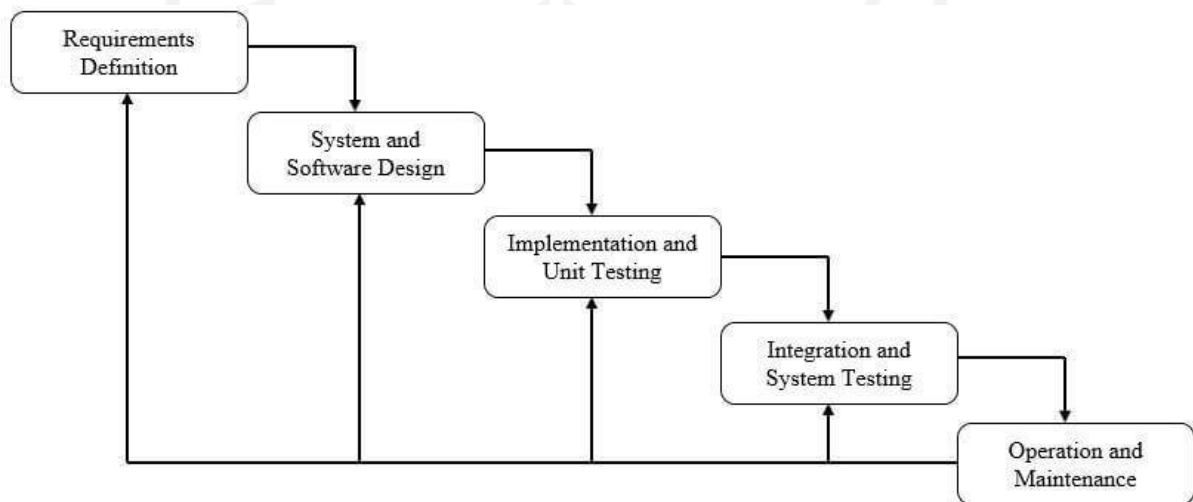 Requirements
Definition
System and
Software Design
Implementation and
Unit Testing
Integration and
System Testing
Operation and
Maintenance